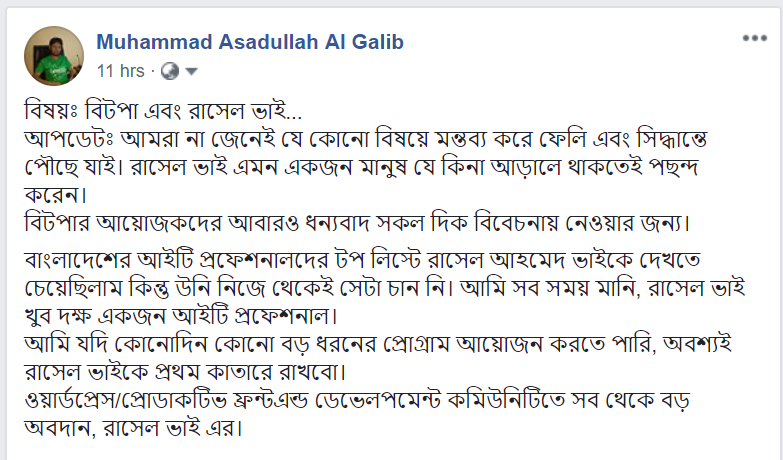 Muhammad Asadullah Al Galib
11 hrs ·
বিষয়ঃ বিটপা এবং রাসেল ভাই...
আপডেটঃ আমরা না জেনেই যে কোনো বিষয়ে মন্তব্য করে ফেলি এবং সিদ্ধান্তে
পৌছে যাই। রাসেল ভাই এমন একজন মানুষ যে কিনা আড়ালে থাকতেই পছন্দ
করেন।
বিটপার আয়োজকদের আবারও ধন্যবাদ সকল দিক বিবেচনায় নেওয়ার জন্য।
বাংলাদেশের আইটি প্রফেশনালদের টপ লিস্টে রাসেল আহমেদ ভাইকে দেখতে
চেয়েছিলাম কিন্তু উনি নিজে থেকেই সেটা চান নি। আমি সব সময় মানি, রাসেল ভাই
খুব দক্ষ একজন আইটি প্রফেশনাল।
আমি যদি কোনোদিন কোনো বড় ধরনের প্রোগ্রাম আয়োজন করতে পারি, অবশ্যই
রাসেল ভাইকে প্রথম কাতারে রাখবো।
ওয়ার্ডপ্রেস/প্রোডাকটিভ ফ্রন্টএন্ড ডেভেলপমেন্ট কমিউনিটিতে সব থেকে বড়
অবদান, রাসেল ভাই এর।